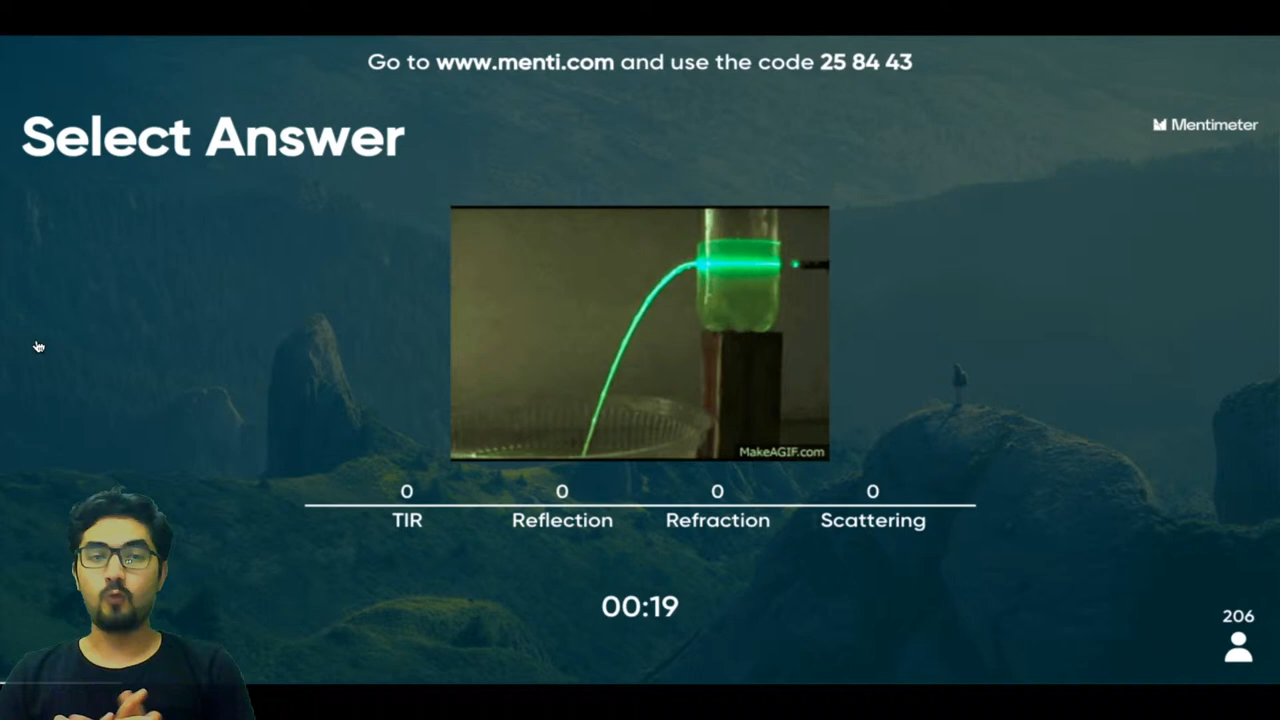 Go to www.menti.com and use the code 25 84 43
Select Answer
Mentimeter
MakeAGIF.com
0 0 0 0
TIR Reflection Refraction Scattering
00:19
206